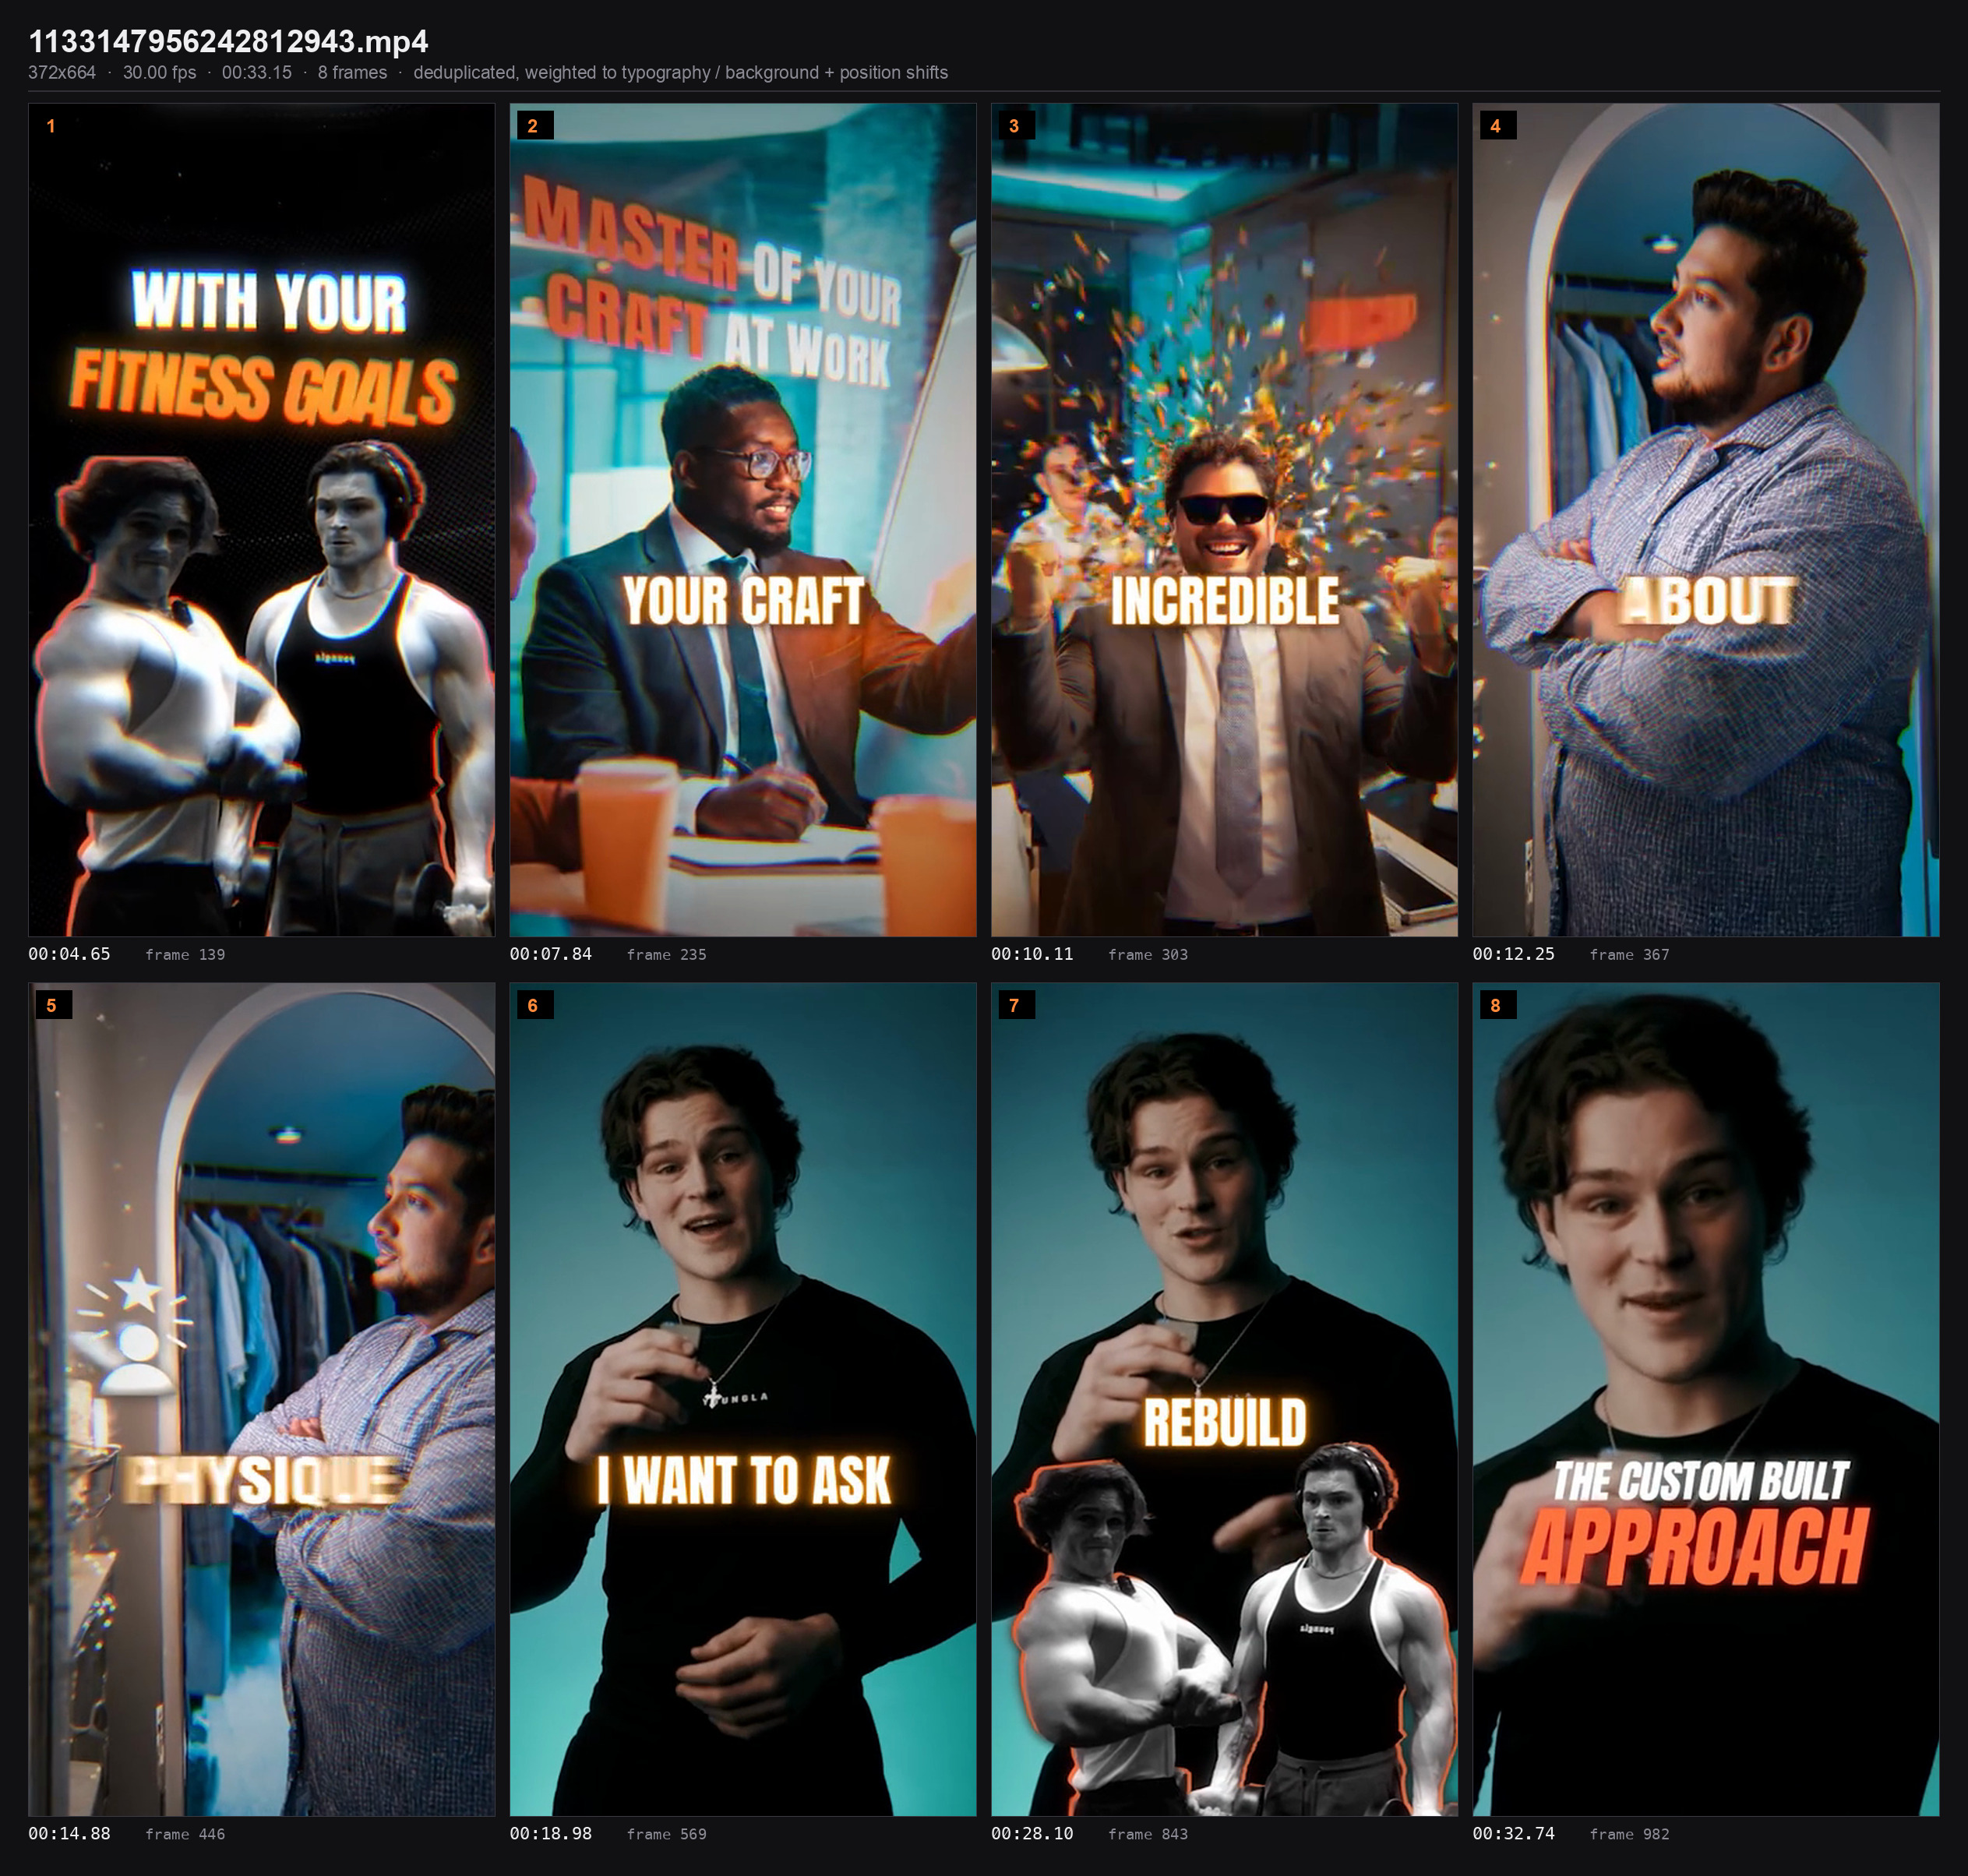 1133147956242812943.mp4
372x664 · 30.00 fps · 00:33.15 · 8 frames · deduplicated, weighted to typography / background + position shifts
1
WITH YOUR
FITNESS GOALS
00:04.65 frame 139
2
MASTER OF YOUR
CRAFT AT WORK
YOUR CRAFT
00:07.84 frame 235
3
INCREDIBLE
00:10.11 frame 303
4
ABOUT
00:12.25 frame 367
5
PHYSIQUE
00:14.88 frame 446
6
I WANT TO ASK
00:18.98 frame 569
7
REBUILD
00:28.10 frame 843
8
THE CUSTOM BUILT
APPROACH
00:32.74 frame 982